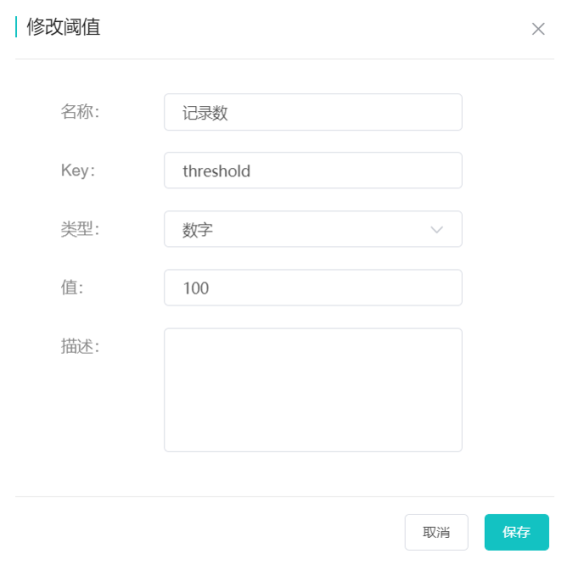 修改阈值
名称：
记录数
Key：
threshold
类型：
数字
值：
100
描述：
取消
保存